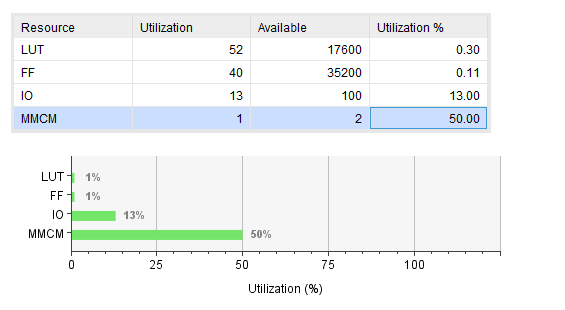 Resource Utilization Available Utilization %
LUT 52 17600 0.30
FF 40 35200 0.11
IO 13 100 13.00
MMCM 1 2 50.00
LUT 1%
FF 1%
IO 13%
MMCM 50%
0 25 50 75 100
Utilization (%)